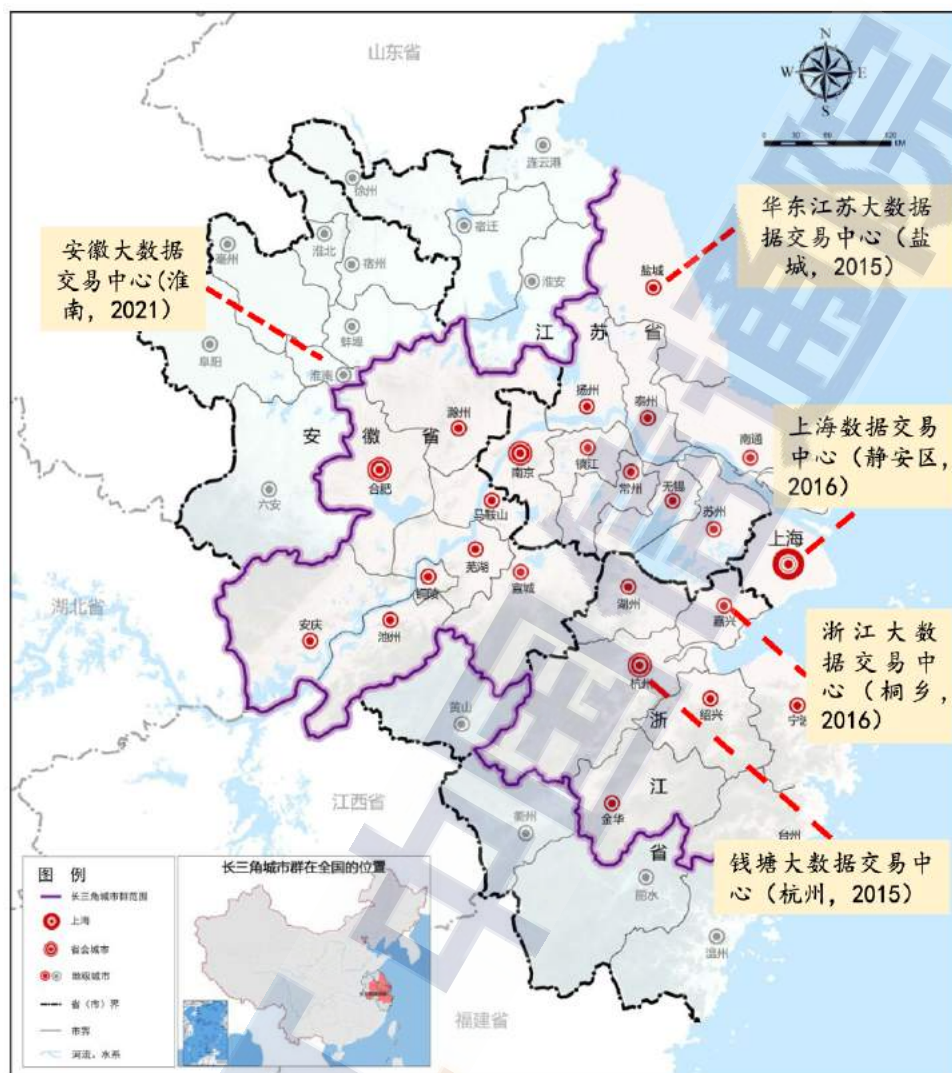 山东省
N
W
E
S
0 30 60 120
KM
连云港
徐州
宿迁
淮北
亳州
宿州
淮安
盐城
华东江苏大数据
据交易中心（盐
城，2015）
安徽大数据
交易中心(淮
南，2021)
江苏省
蚌埠
阜阳
淮南
扬州
泰州
滁州
安徽省
南通
南京
镇江
合肥
常州
无锡
六安
马鞍山
苏州
上海数据交易
中心（静安区，
2016）
上海
芜湖
宣城
铜陵
湖州
嘉兴
湖北省
安庆
池州
浙江大数
据交易中
心（桐乡，
2016）
杭州
绍兴
黄山
浙江省
江西省
金华
衢州
台州
钱塘大数据交易中
心（杭州，2015）
丽水
温州
福建省
图 例
长三角城市群范围
上海
省会城市
地级城市
省（市）界
市界
河流、水系
长三角城市群在全国的位置